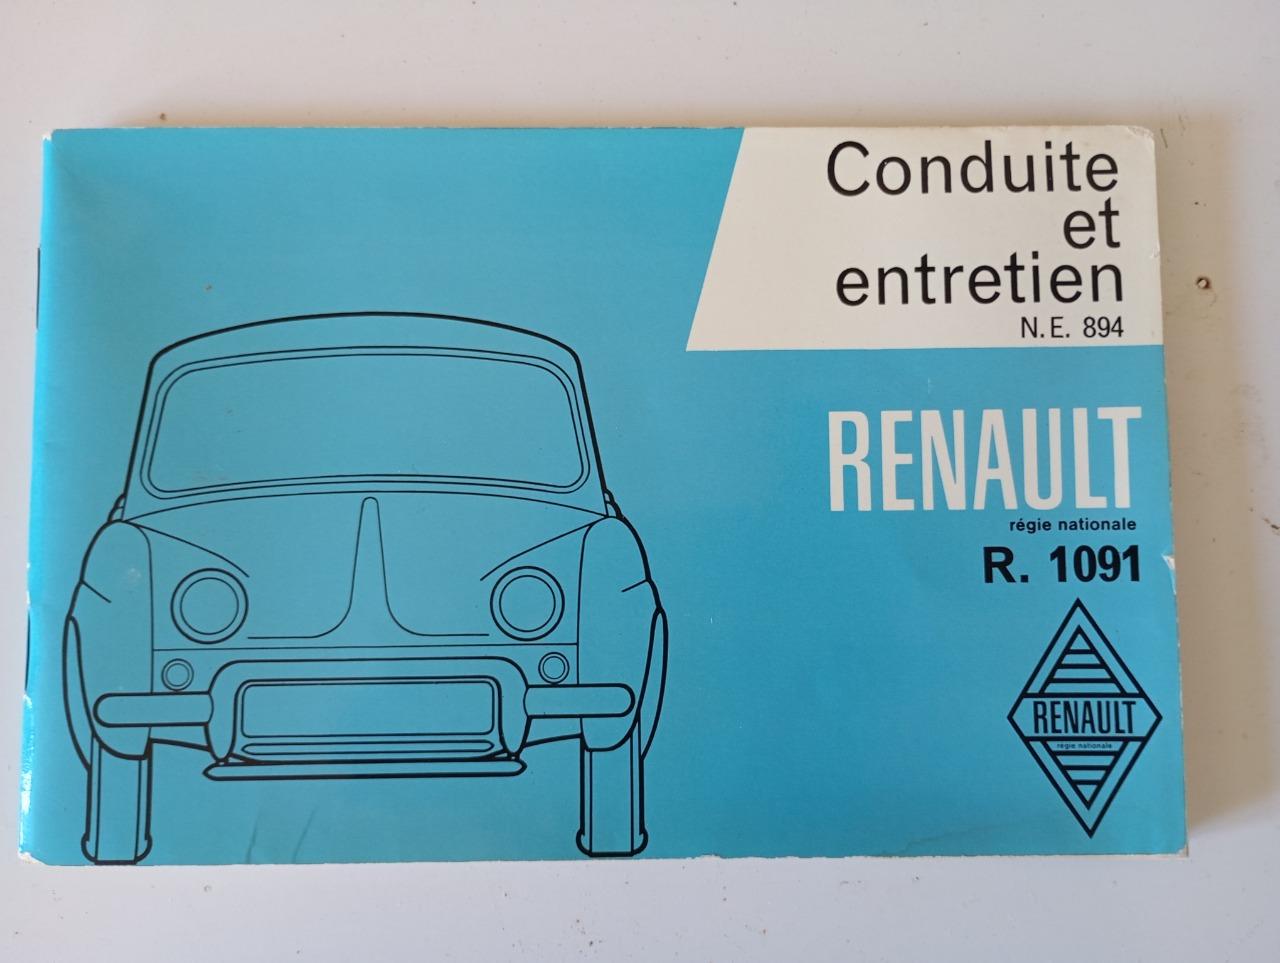 Conduite
et
entretien
N.E. 894
RENAULT
régie nationale
R. 1091
RENAULT
régie nationale